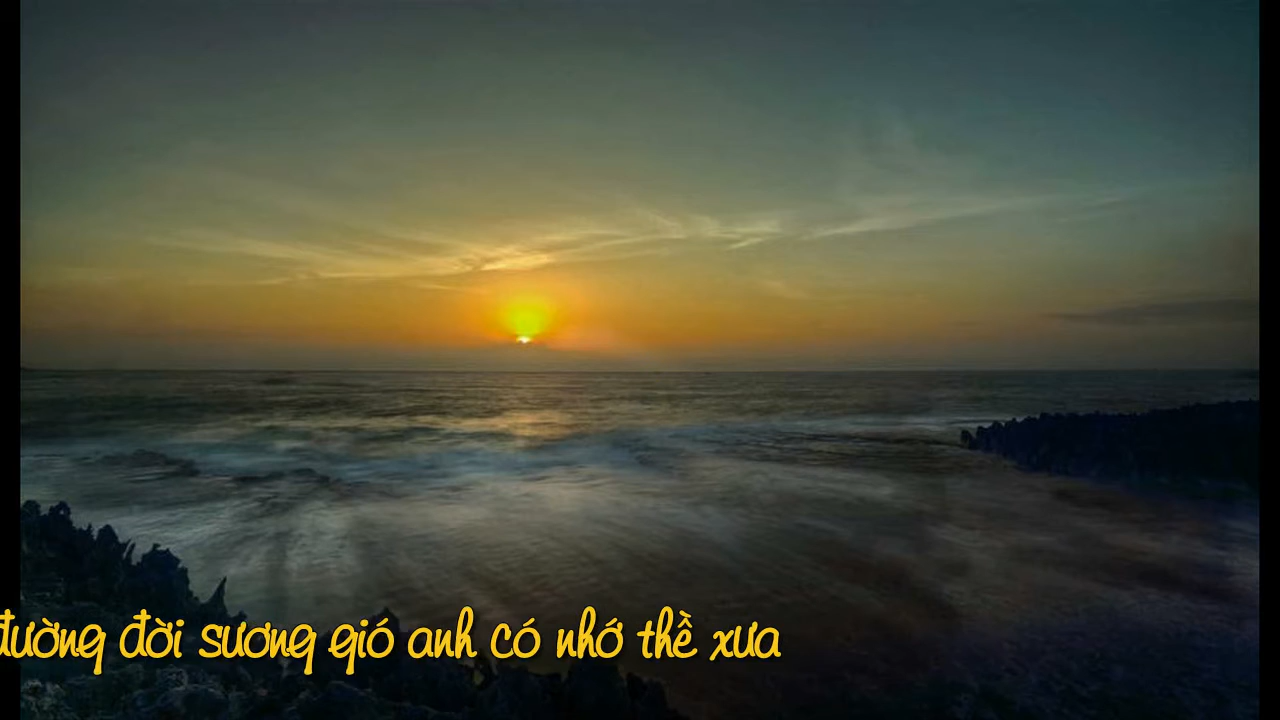 đường đời sương gió anh có nhớ thề xưa